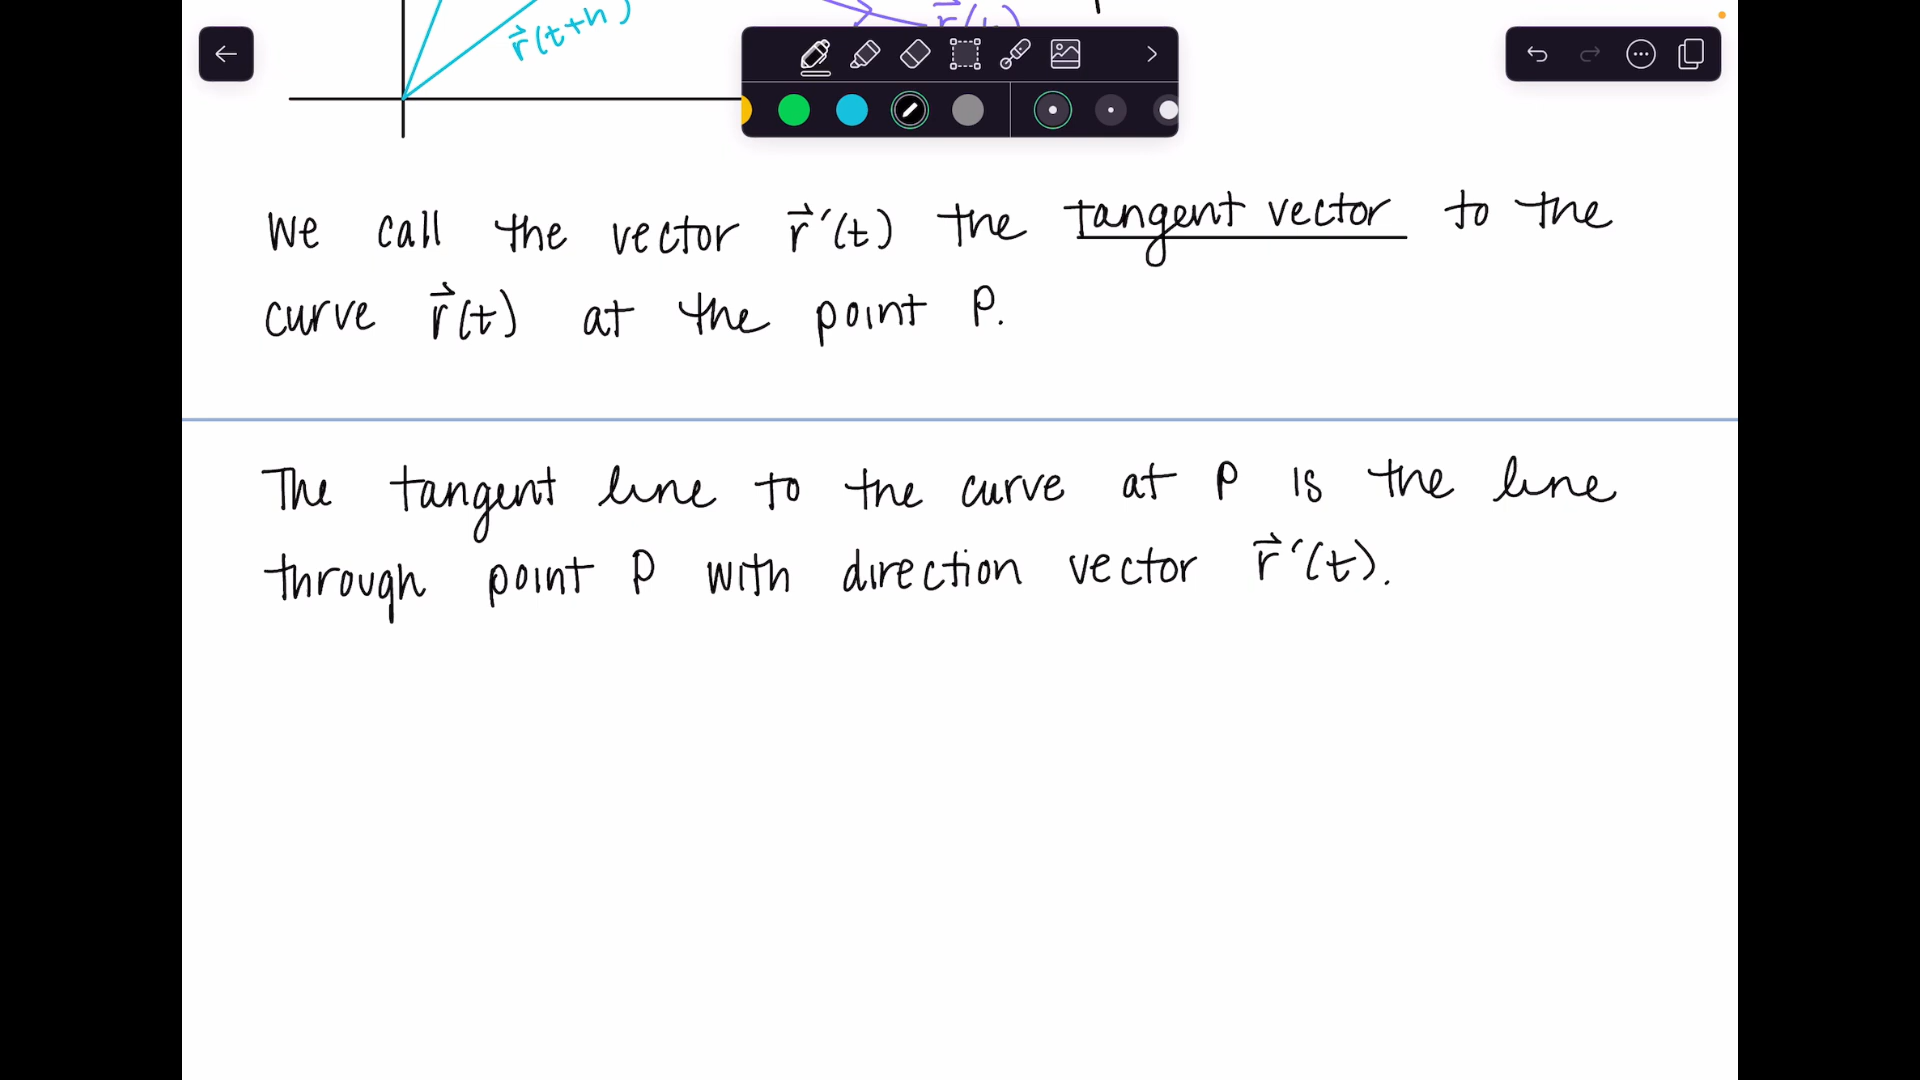 r⃗(t+h)
r⃗(t)
We call the vector r⃗′(t) the tangent vector to the
curve r⃗(t) at the point P.
The tangent line to the curve at P is the line
through point P with direction vector r⃗′(t).